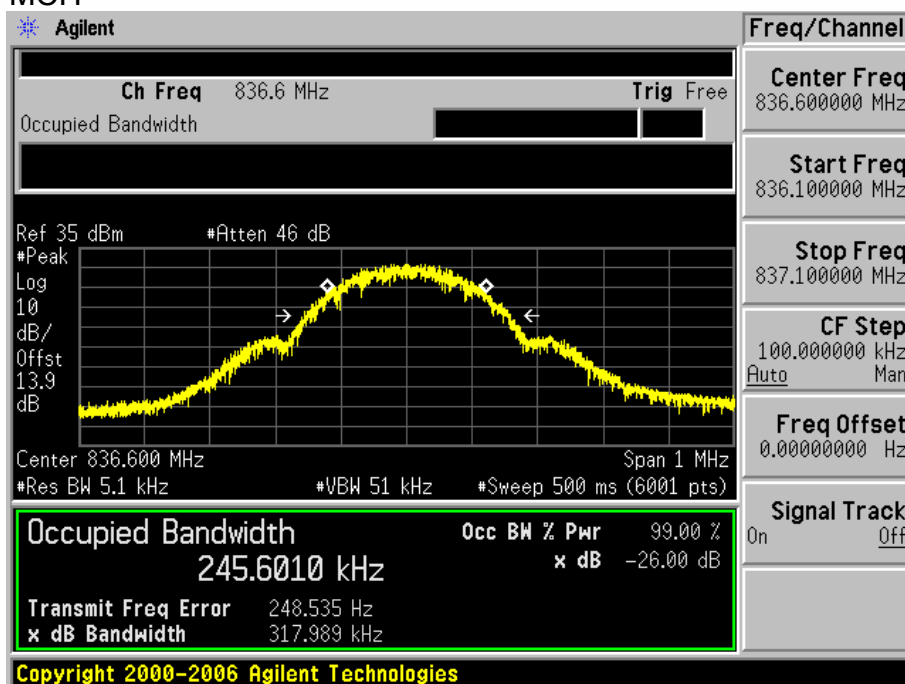 Agilent
Freq/Channel
Ch Freq 836.6 MHz Trig Free
Occupied Bandwidth
Center Freq
836.600000 MHz
Start Freq
836.100000 MHz
Stop Freq
837.100000 MHz
CF Step
100.000000 kHz
Auto Man
Freq Offset
0.00000000 Hz
Signal Track
On Off
Ref 35 dBm #Atten 46 dB
#Peak
Log
10
dB/
Offst
13.9
dB
Center 836.600 MHz Span 1 MHz
#Res BW 5.1 kHz #VBW 51 kHz #Sweep 500 ms (6001 pts)
Occupied Bandwidth Occ BW % Pwr 99.00 %
245.6010 kHz x dB -26.00 dB
Transmit Freq Error 248.535 Hz
x dB Bandwidth 317.989 kHz
Copyright 2000-2006 Agilent Technologies